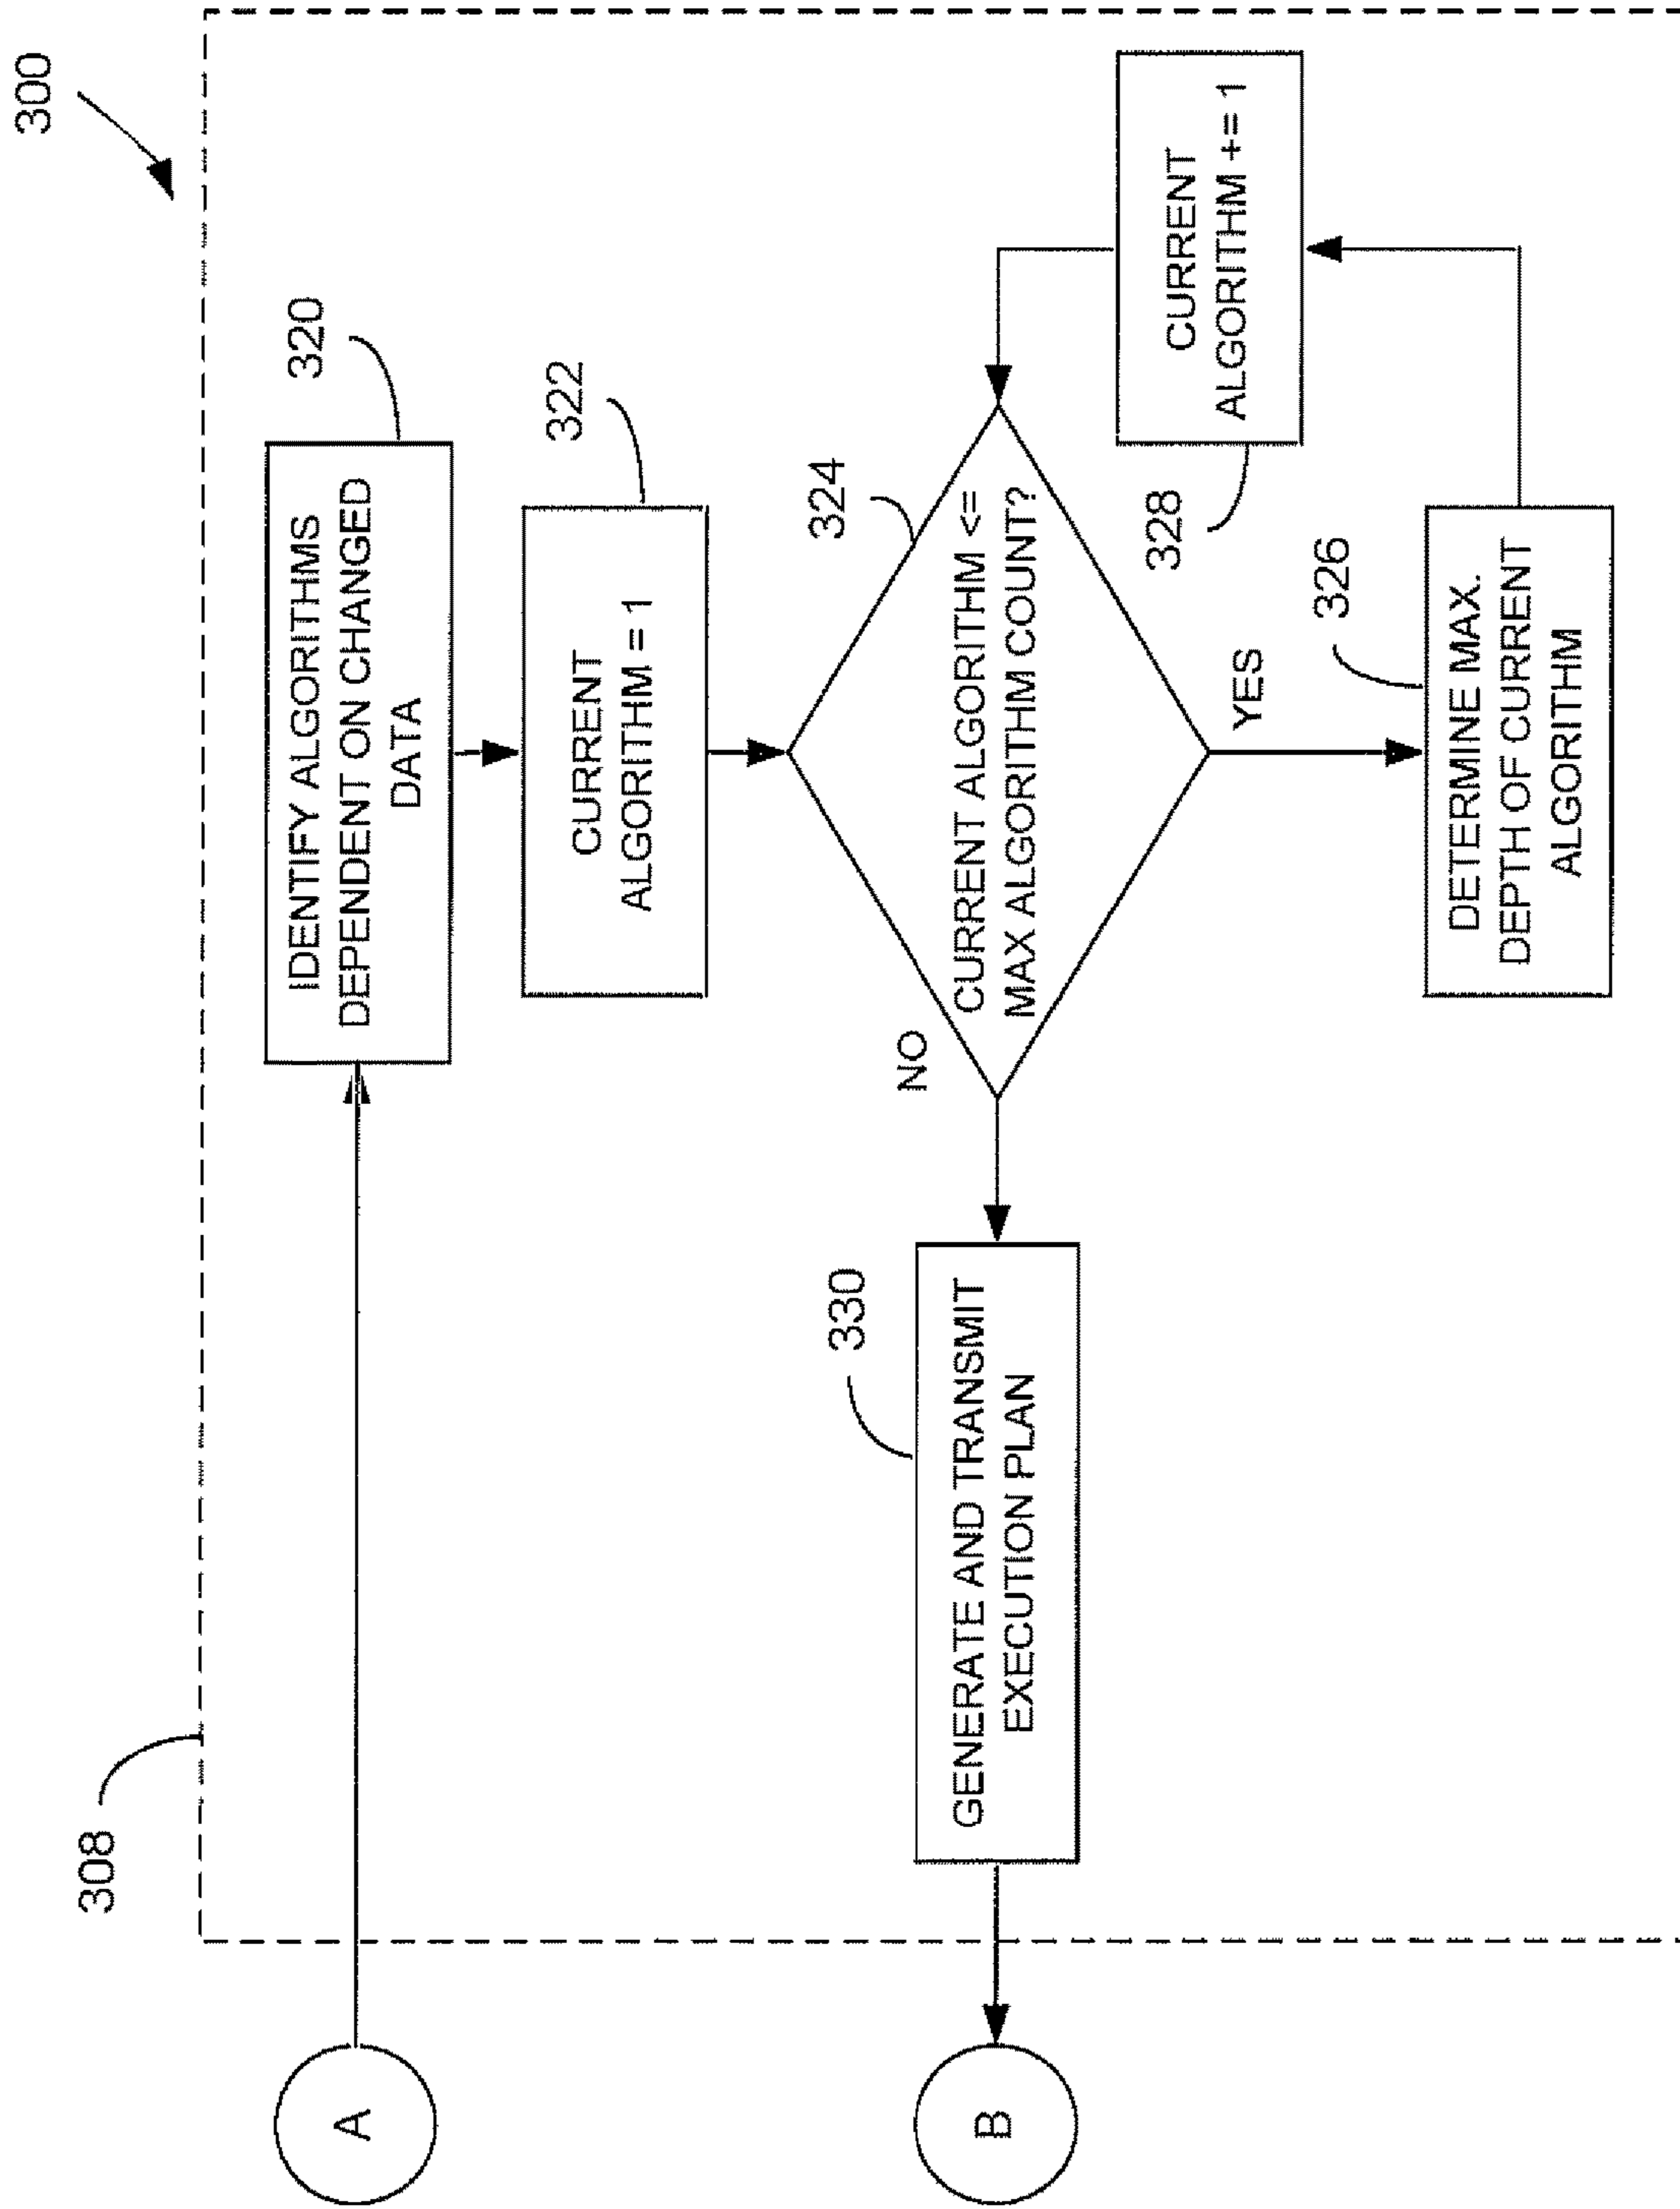 300
308
A
IDENTIFY ALGORITHMS
DEPENDENT ON CHANGED
DATA
320
CURRENT
ALGORITHM = 1
322
CURRENT ALGORITHM <=
MAX ALGORITHM COUNT?
324
NO
YES
CURRENT
ALGORITHM += 1
328
DETERMINE MAX.
DEPTH OF CURRENT
ALGORITHM
326
GENERATE AND TRANSMIT
EXECUTION PLAN
330
B